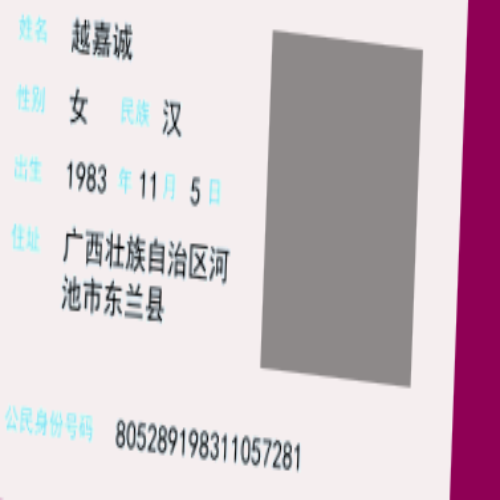 姓名 越嘉诚
性别 女 民族 汉
出生 1983 年 11 月 5 日
住址 广西壮族自治区河
池市东兰县
公民身份号码 805289198311057281